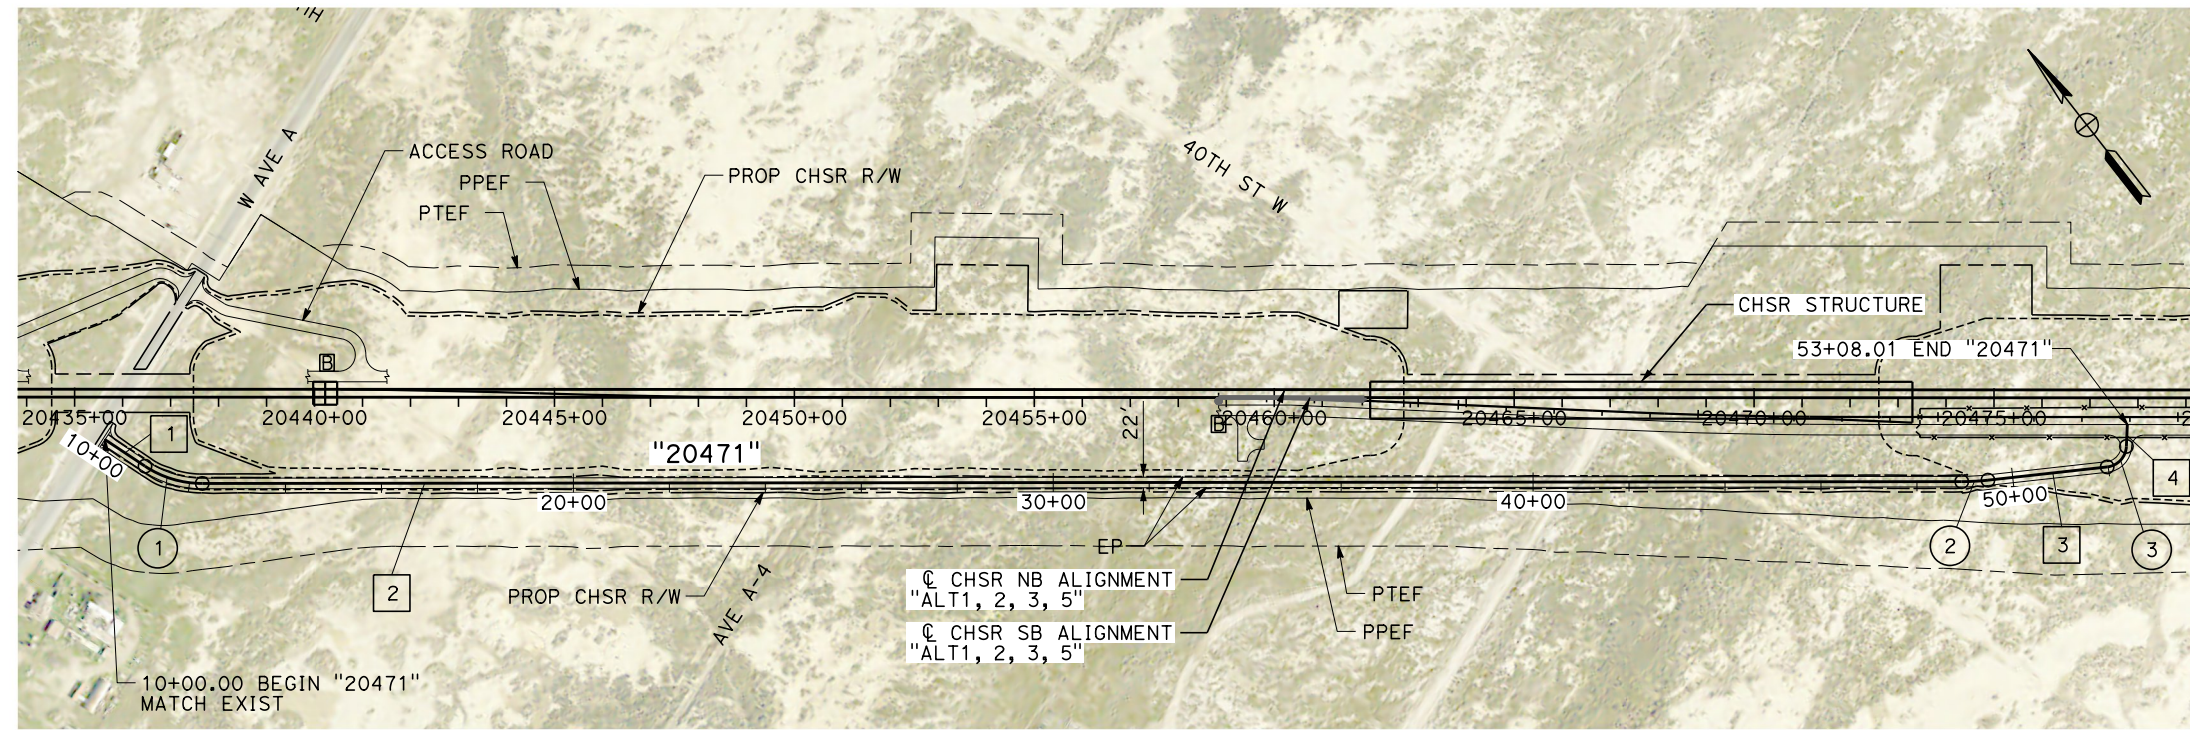 W AVE A
ACCESS ROAD
PPEF
PTEF
PROP CHSR R/W
40TH ST W
CHSR STRUCTURE
53+08.01 END "20471"
B
20435+00
20440+00
20445+00
20450+00
20455+00
20460+00
20465+00
20470+00
20475+00
1
10+00
"20471"
22'
B
4
20+00
30+00
40+00
50+00
1
2
EP
2
3
3
PROP CHSR R/W
AVE A-4
℄ CHSR NB ALIGNMENT
"ALT1, 2, 3, 5"
℄ CHSR SB ALIGNMENT
"ALT1, 2, 3, 5"
PTEF
PPEF
10+00.00 BEGIN "20471"
MATCH EXIST